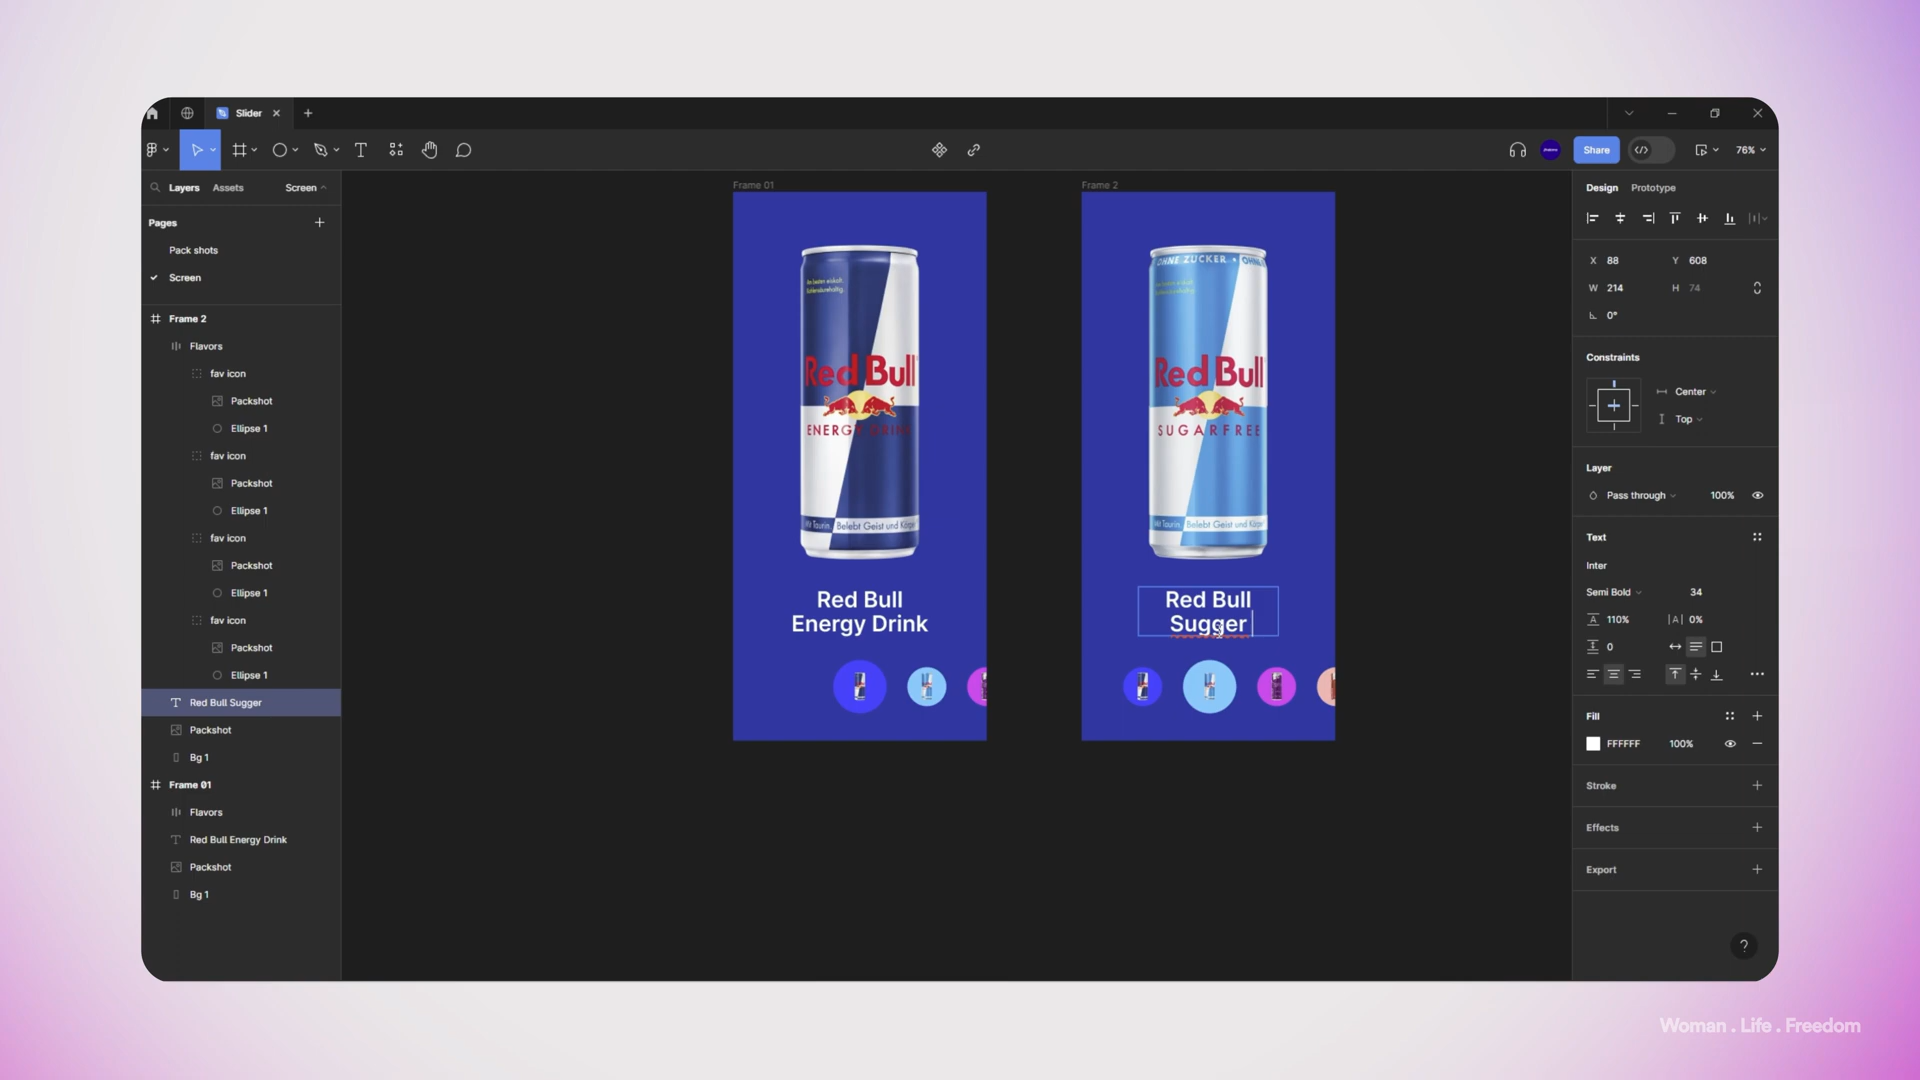 Slider
Share
76%
Layers
Assets
Screen
Pages
Pack shots
Screen
Frame 2
Flavors
fav icon
Packshot
Ellipse 1
fav icon
Packshot
Ellipse 1
fav icon
Packshot
Ellipse 1
fav icon
Packshot
Ellipse 1
Red Bull Sugger
Packshot
Bg 1
Frame 01
Flavors
Red Bull Energy Drink
Packshot
Bg 1
Frame 01
Red Bull
ENERGY DRINK
Mit Taurin. Belebt Geist und Körper
Red Bull
Energy Drink
Frame 2
OHNE ZUCKER • OHNE
Red Bull
SUGARFREE
Mit Taurin. Belebt Geist und Körper
Red Bull
Sugger
Design Prototype
X 88 Y 608
W 214 H 74
0°
Constraints
Center
Top
Layer
Pass through 100%
Text
Inter
Semi Bold 34
110% |A| 0%
0
Fill
FFFFFF 100%
Stroke
Effects
Export
?
Woman . Life . Freedom